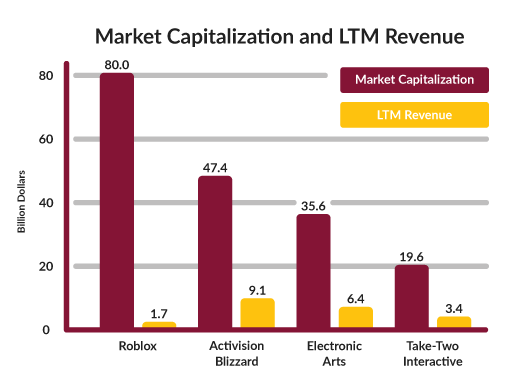 Market Capitalization and LTM Revenue
Market Capitalization
LTM Revenue
Billion Dollars
80
60
40
20
0
80.0
1.7
47.4
9.1
35.6
6.4
19.6
3.4
Roblox
Activision
Blizzard
Electronic
Arts
Take-Two
Interactive